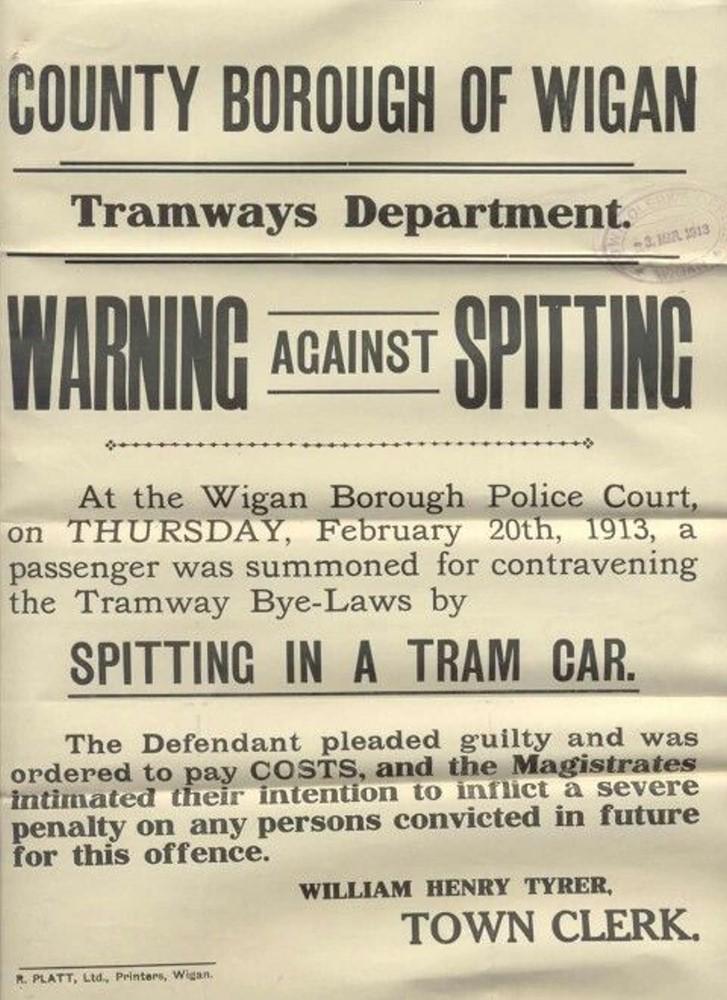 COUNTY BOROUGH OF WIGAN
Tramways Department.
- 3. MAR. 1913
WARNING AGAINST SPITTING
At the Wigan Borough Police Court,
on THURSDAY, February 20th, 1913, a
passenger was summoned for contravening
the Tramway Bye-Laws by
SPITTING IN A TRAM CAR.
The Defendant pleaded guilty and was
ordered to pay COSTS, and the Magistrates
intimated their intention to inflict a severe
penalty on any persons convicted in future
for this offence.
WILLIAM HENRY TYRER,
TOWN CLERK.
R. PLATT, Ltd., Printers, Wigan.